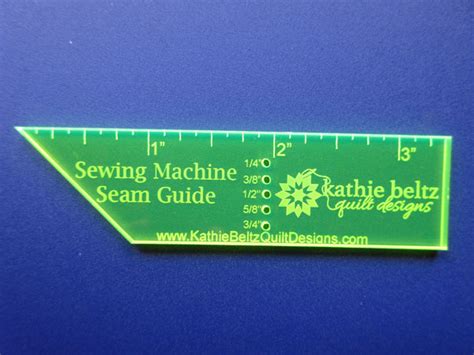 1" 2" 3"
Sewing Machine
Seam Guide
1/4"
3/8"
1/2"
5/8"
3/4"
kathie beltz
quilt designs
www.KathieBeltzQuiltDesigns.com